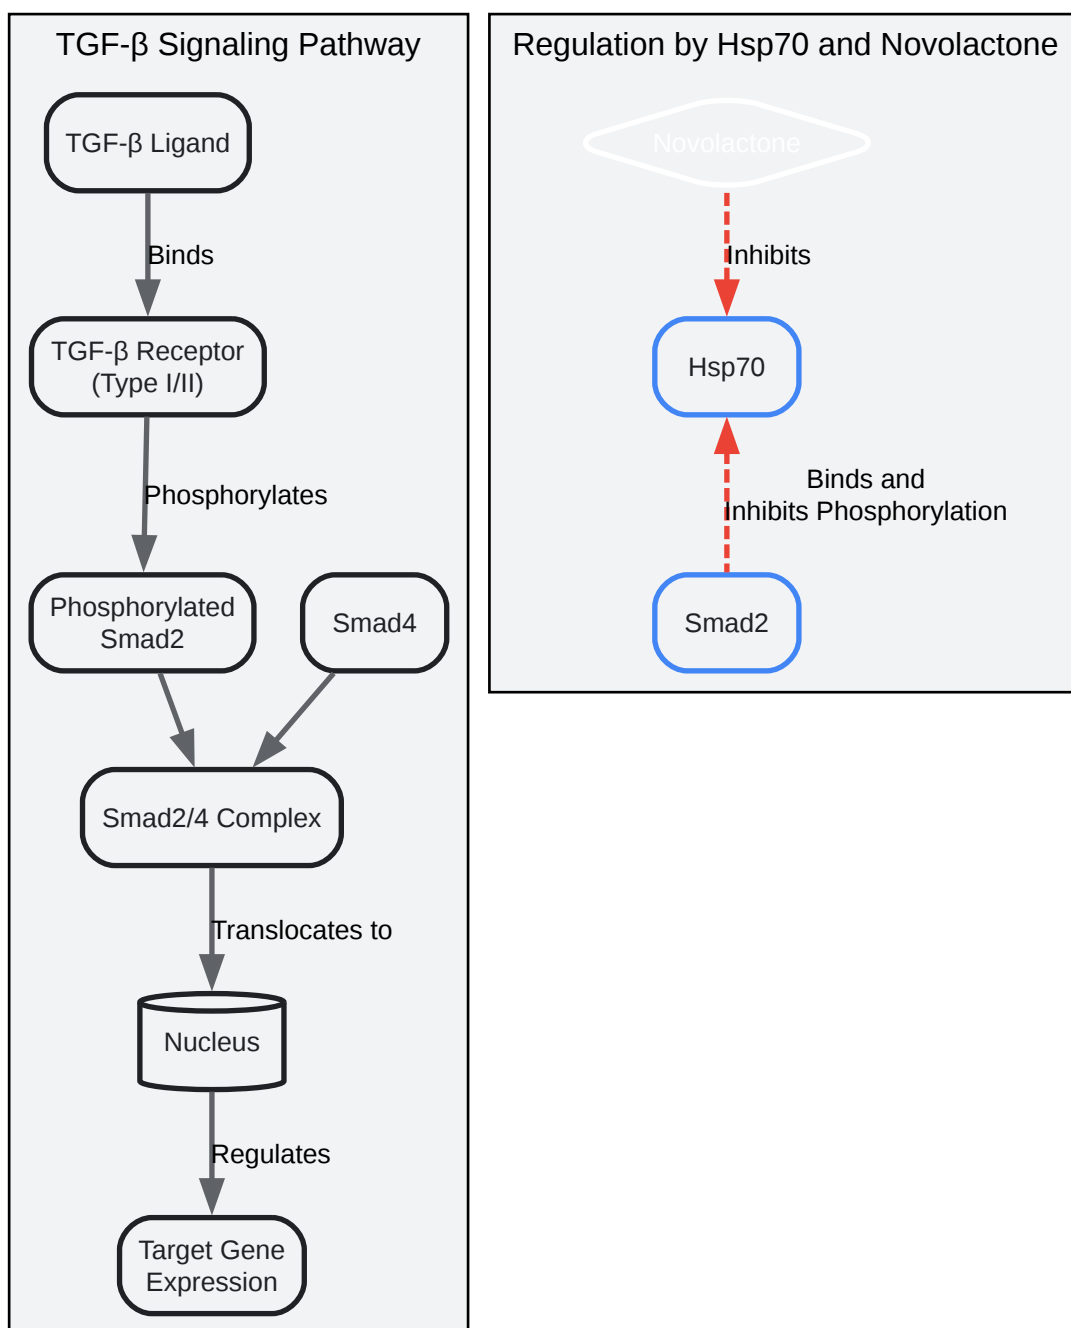 TGF-β Signaling Pathway
TGF-β Ligand
Binds
TGF-β Receptor
(Type I/II)
Phosphorylates
Phosphorylated
Smad2
Smad4
Smad2/4 Complex
Translocates to
Nucleus
Regulates
Target Gene
Expression
Regulation by Hsp70 and Novolactone
Novolactone
Inhibits
Hsp70
Binds and
Inhibits Phosphorylation
Smad2